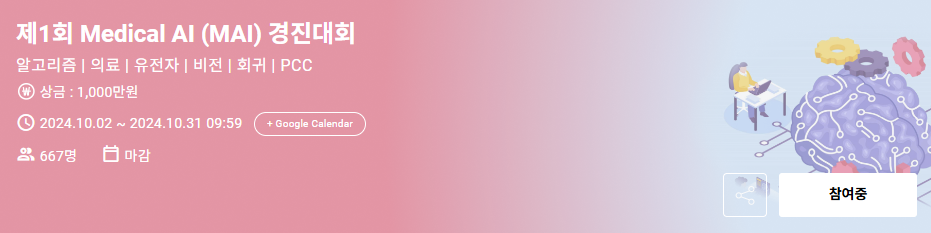 제1회 Medical AI (MAI) 경진대회
알고리즘 | 의료 | 유전자 | 비전 | 회귀 | PCC
₩ 상금 : 1,000만원
2024.10.02 ~ 2024.10.31 09:59 + Google Calendar
667명 마감
참여중